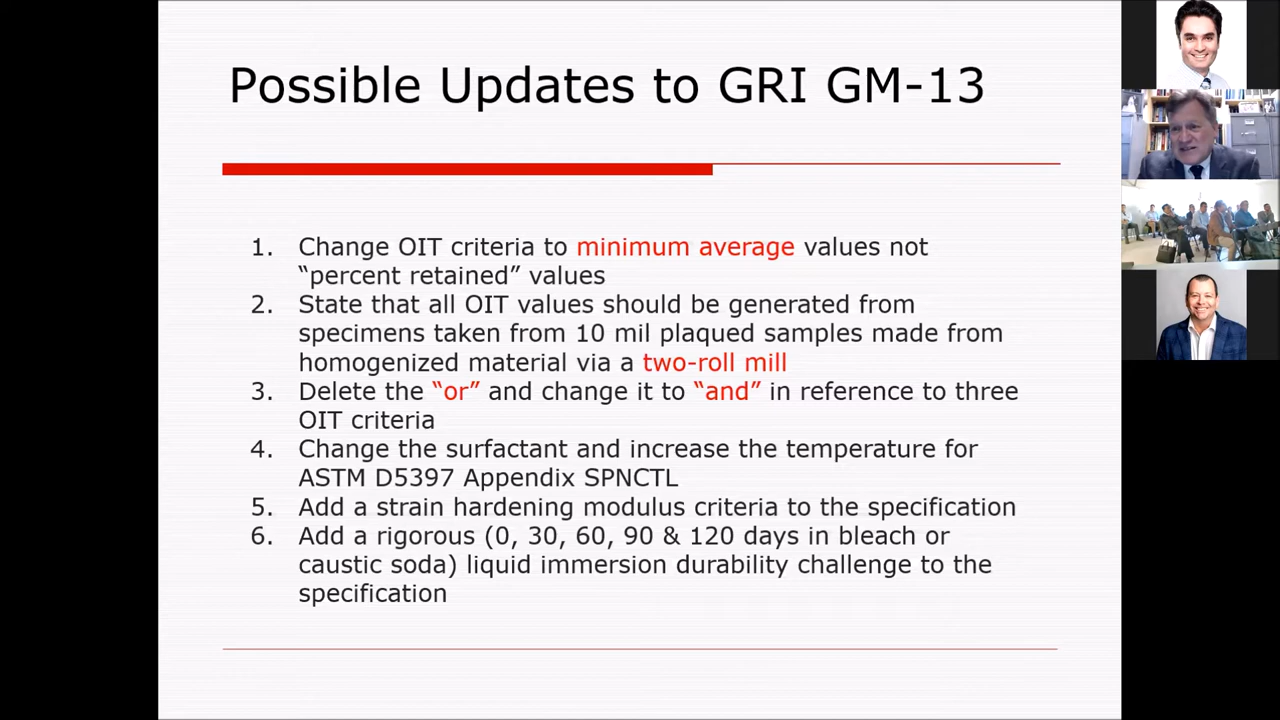 Possible Updates to GRI GM-13
1. Change OIT criteria to minimum average values not
“percent retained” values
2. State that all OIT values should be generated from
specimens taken from 10 mil plaqued samples made from
homogenized material via a two-roll mill
3. Delete the “or” and change it to “and” in reference to three
OIT criteria
4. Change the surfactant and increase the temperature for
ASTM D5397 Appendix SPNCTL
5. Add a strain hardening modulus criteria to the specification
6. Add a rigorous (0, 30, 60, 90 & 120 days in bleach or
caustic soda) liquid immersion durability challenge to the
specification